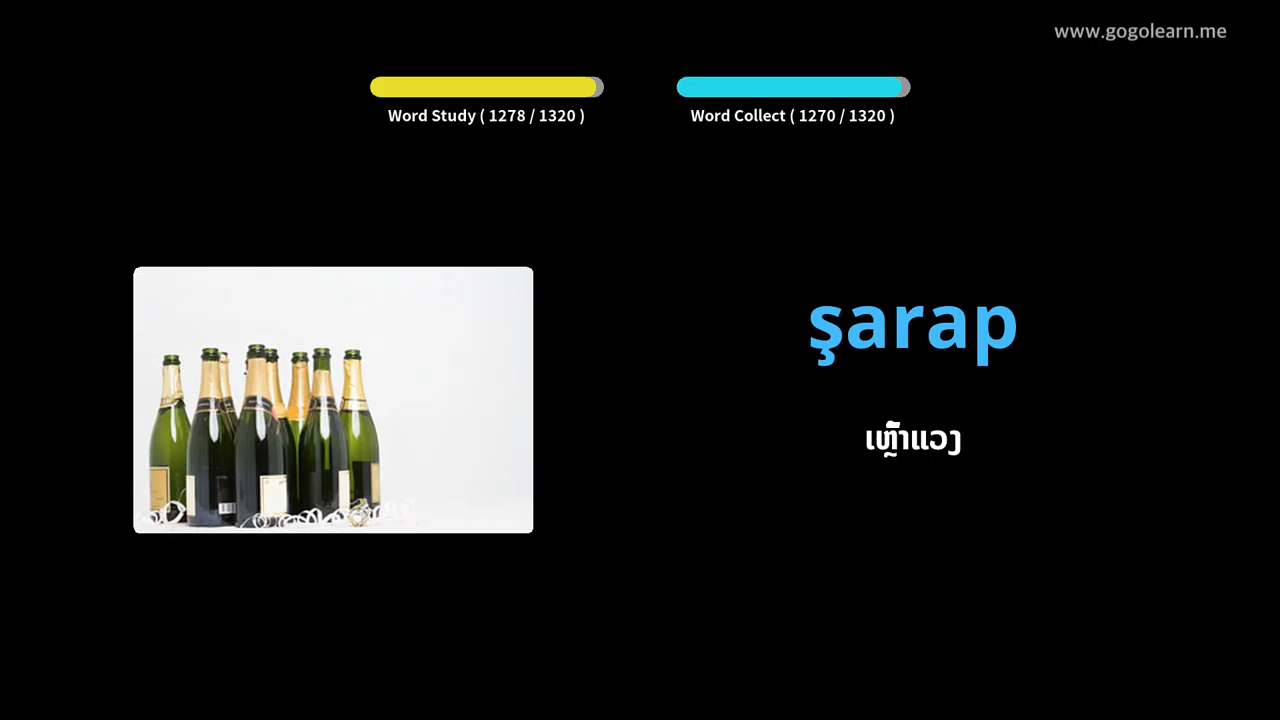 www.gogolearn.me
Word Study ( 1278 / 1320 )
Word Collect ( 1270 / 1320 )
şarap
ເຫຼົ້າແວງ